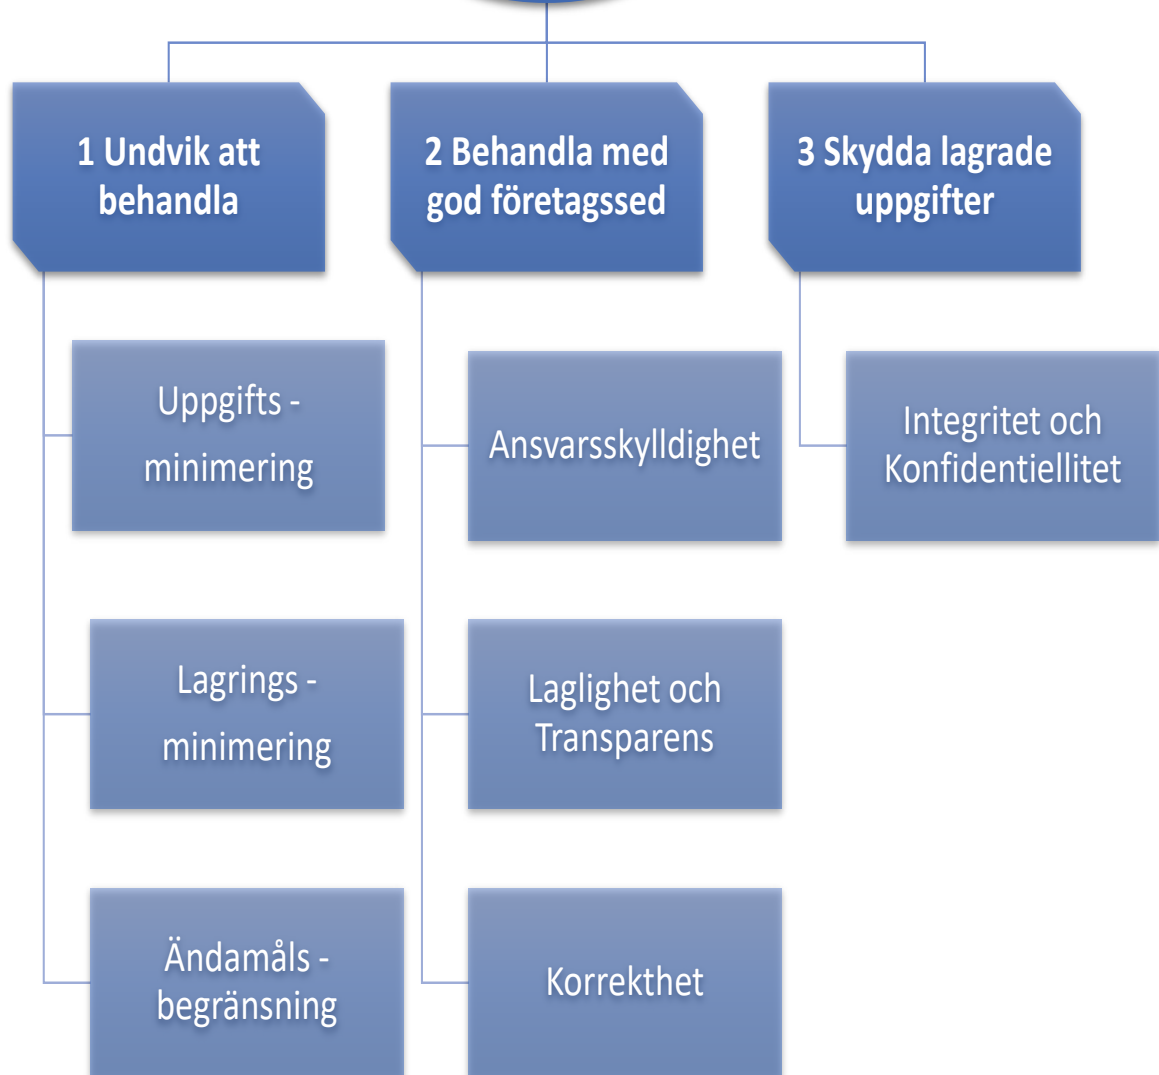 1 Undvik att
behandla
2 Behandla med
god företagssed
3 Skydda lagrade
uppgifter
Uppgifts -
minimering
Lagrings -
minimering
Ändamåls -
begränsning
Ansvarsskylldighet
Laglighet och
Transparens
Korrekthet
Integritet och
Konfidentiellitet